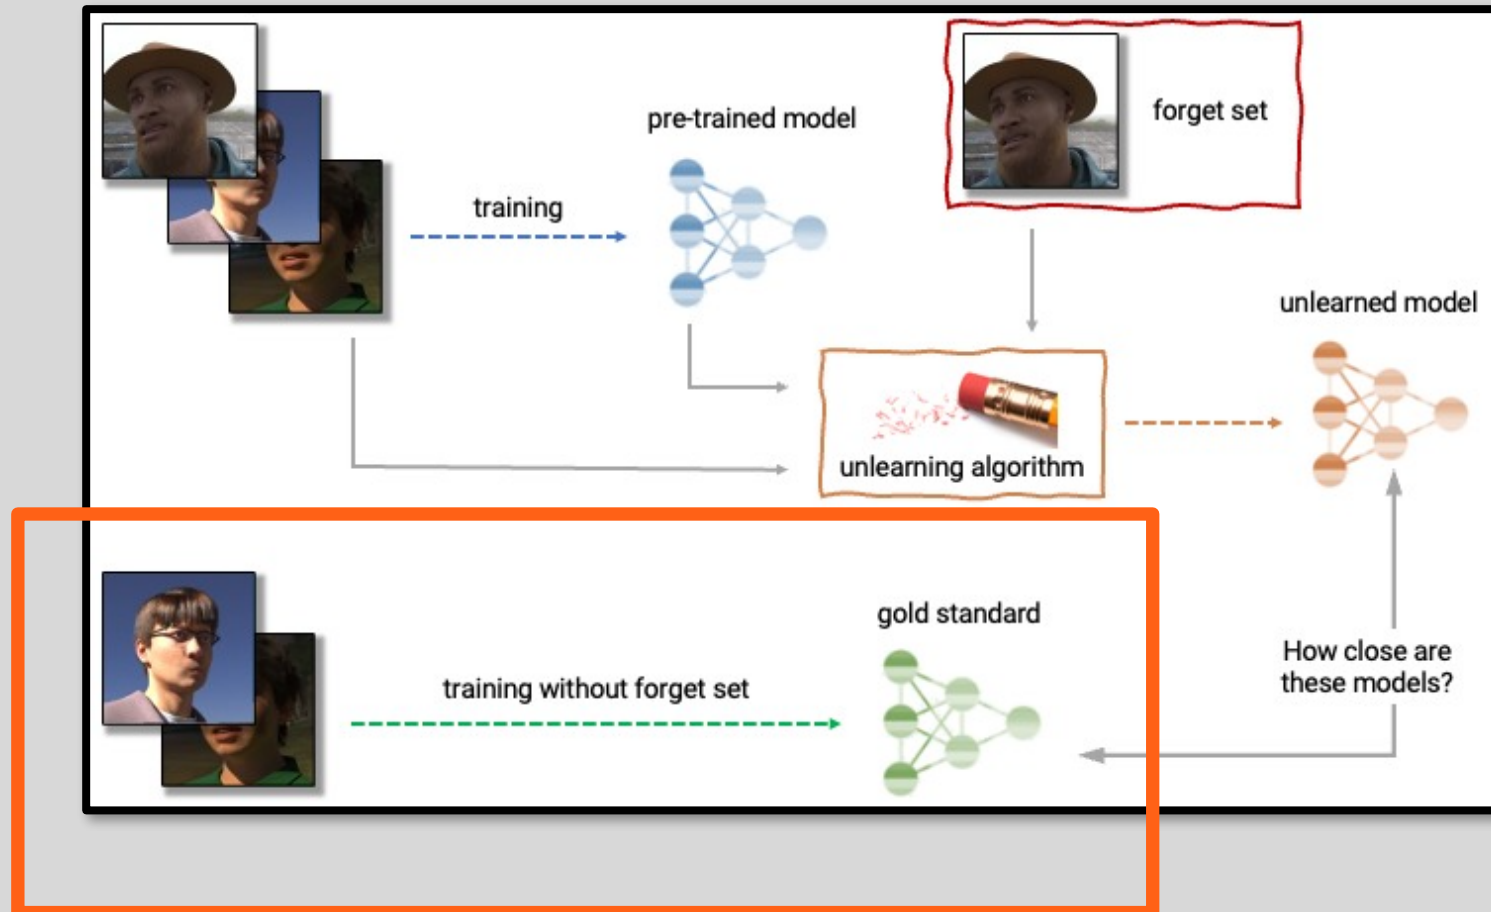 pre-trained model
forget set
training
unlearned model
unlearning algorithm
gold standard
training without forget set
How close are
these models?